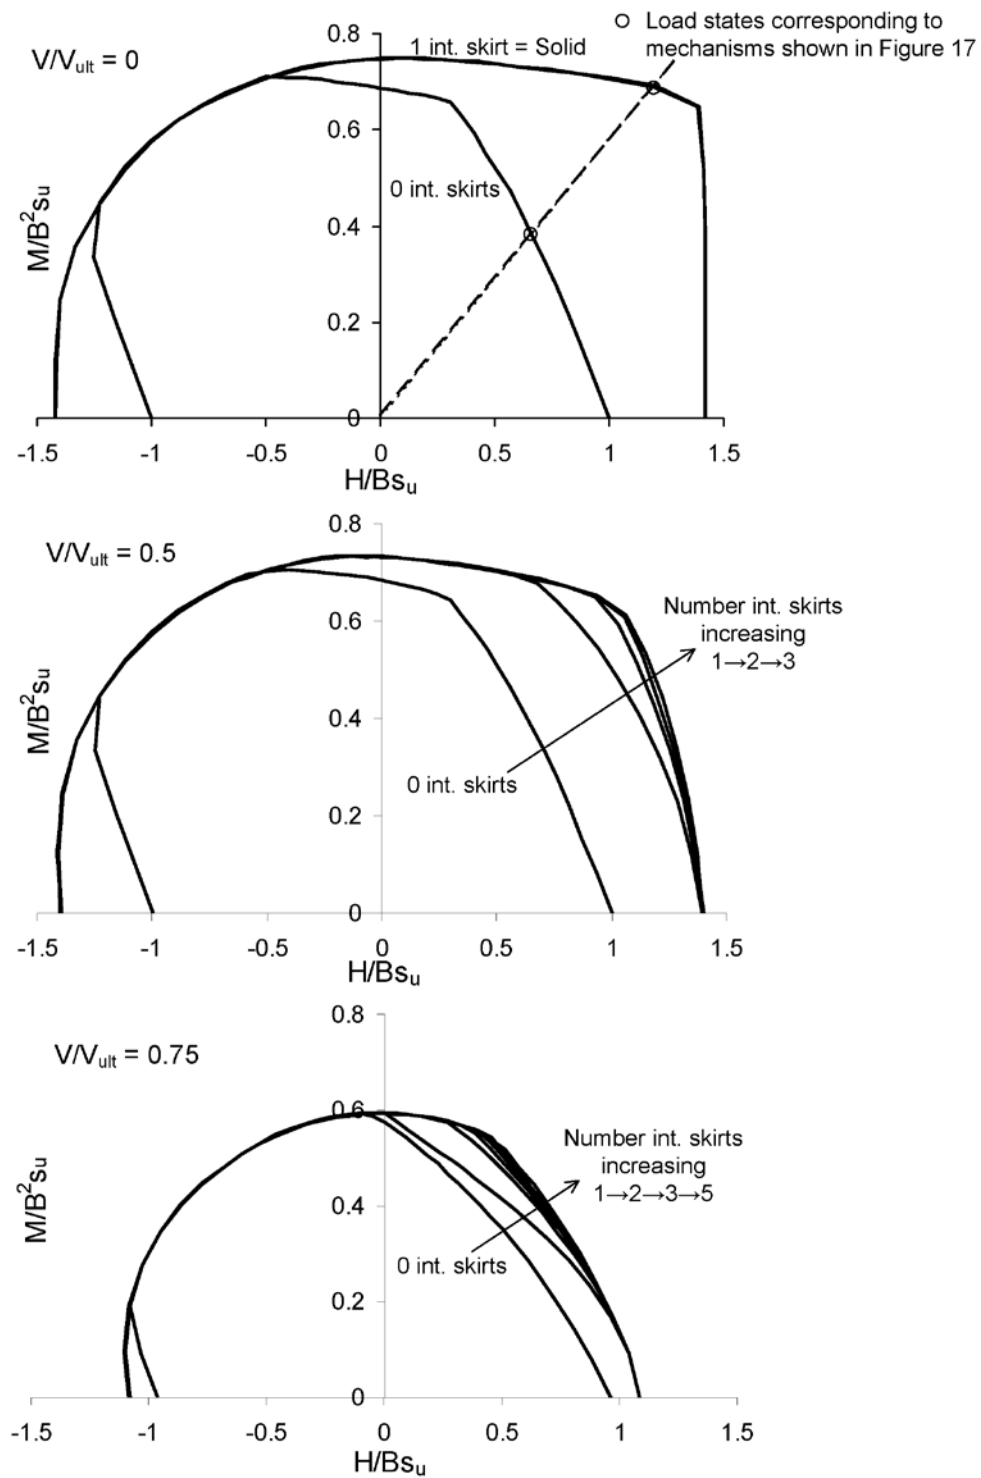 V/Vult = 0
0.8
1 int. skirt = Solid
Load states corresponding to
mechanisms shown in Figure 17
0.6
0 int. skirts
0.4
0.2
0
M/B²su
-1.5 -1 -0.5 0 0.5 1 1.5
H/Bsu
V/Vult = 0.5
0.8
Number int. skirts
increasing
1→2→3
0.6
0.4
0 int. skirts
0.2
0
M/B²su
-1.5 -1 -0.5 0 0.5 1 1.5
H/Bsu
V/Vult = 0.75
0.8
0.6
Number int. skirts
increasing
1→2→3→5
0.4
0 int. skirts
0.2
0
M/B²su
-1.5 -1 -0.5 0 0.5 1 1.5
H/Bsu